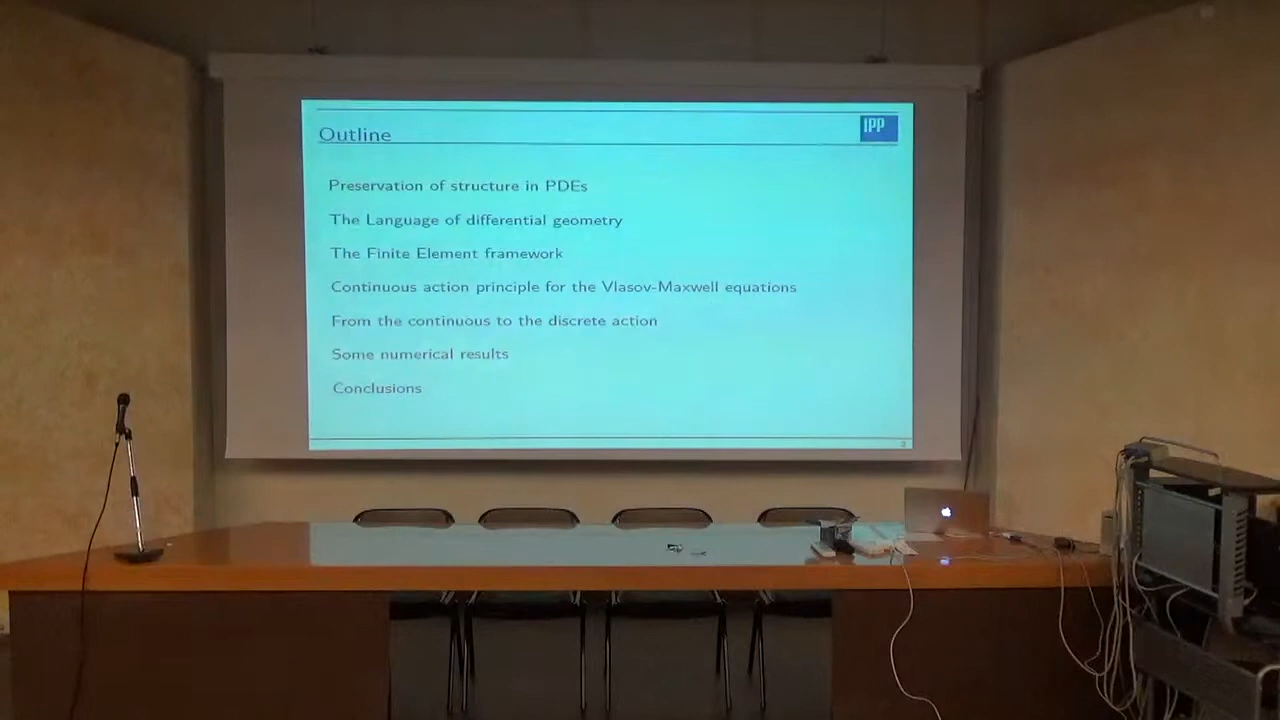 Outline
IPP
Preservation of structure in PDEs
The Language of differential geometry
The Finite Element framework
Continuous action principle for the Vlasov-Maxwell equations
From the continuous to the discrete action
Some numerical results
Conclusions